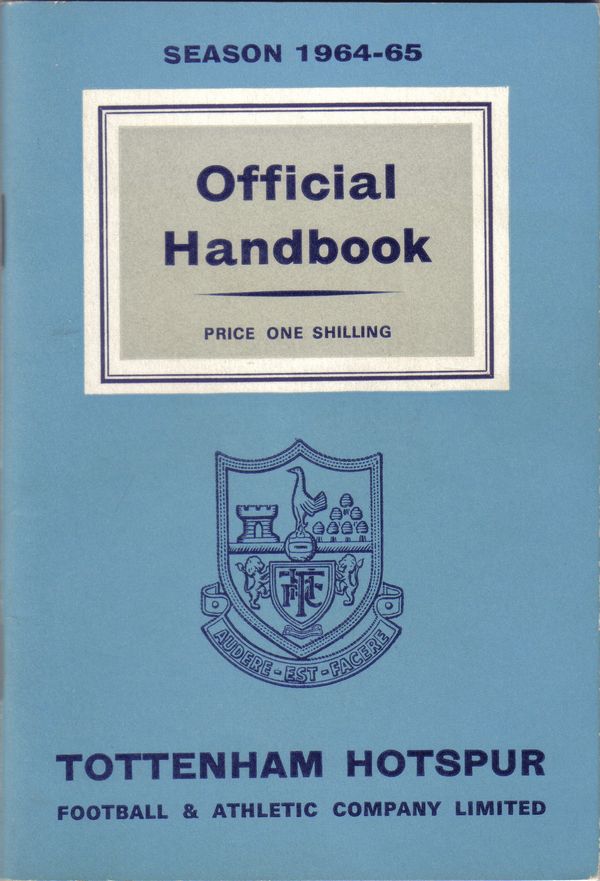 SEASON 1964-65
Official
Handbook
PRICE ONE SHILLING
THFC
AUDERE-EST-FACERE
TOTTENHAM HOTSPUR
FOOTBALL & ATHLETIC COMPANY LIMITED